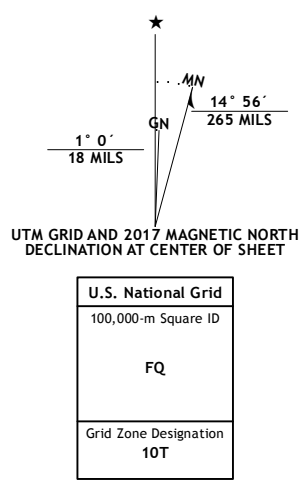 ★
MN
GN
14° 56´
265 MILS
1° 0´
18 MILS
UTM GRID AND 2017 MAGNETIC NORTH
DECLINATION AT CENTER OF SHEET
U.S. National Grid
100,000-m Square ID
FQ
Grid Zone Designation
10T